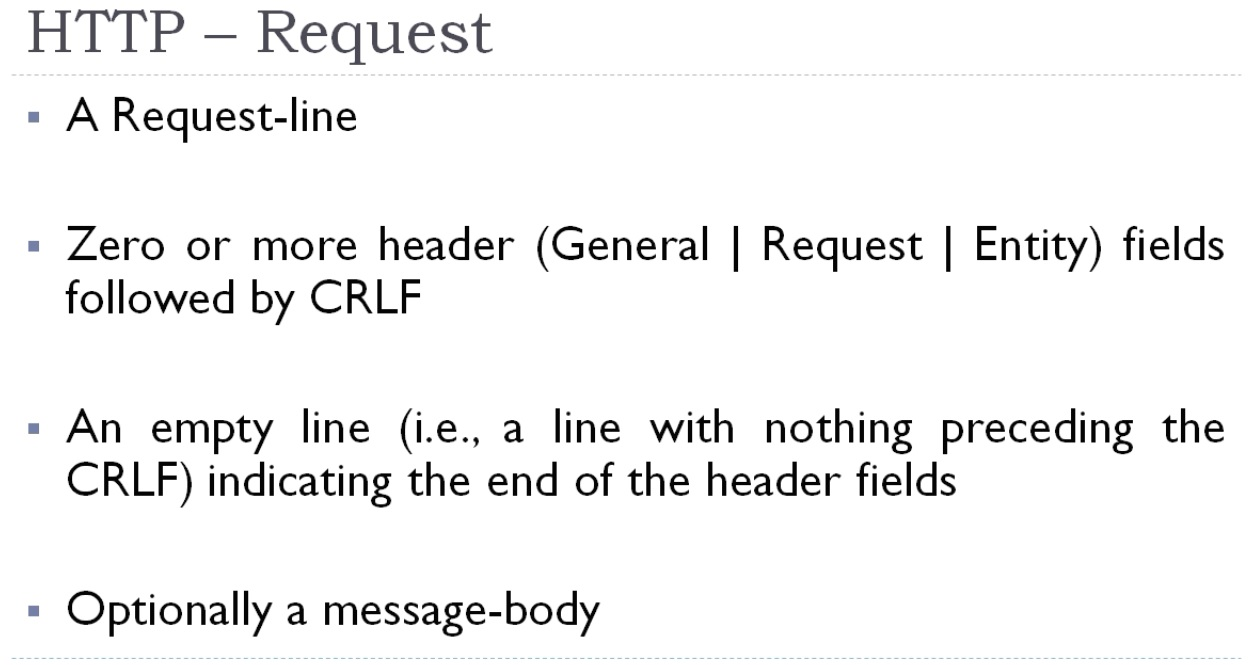 HTTP – Request
▪ A Request-line
▪ Zero or more header (General | Request | Entity) fields
followed by CRLF
▪ An empty line (i.e., a line with nothing preceding the
CRLF) indicating the end of the header fields
▪ Optionally a message-body